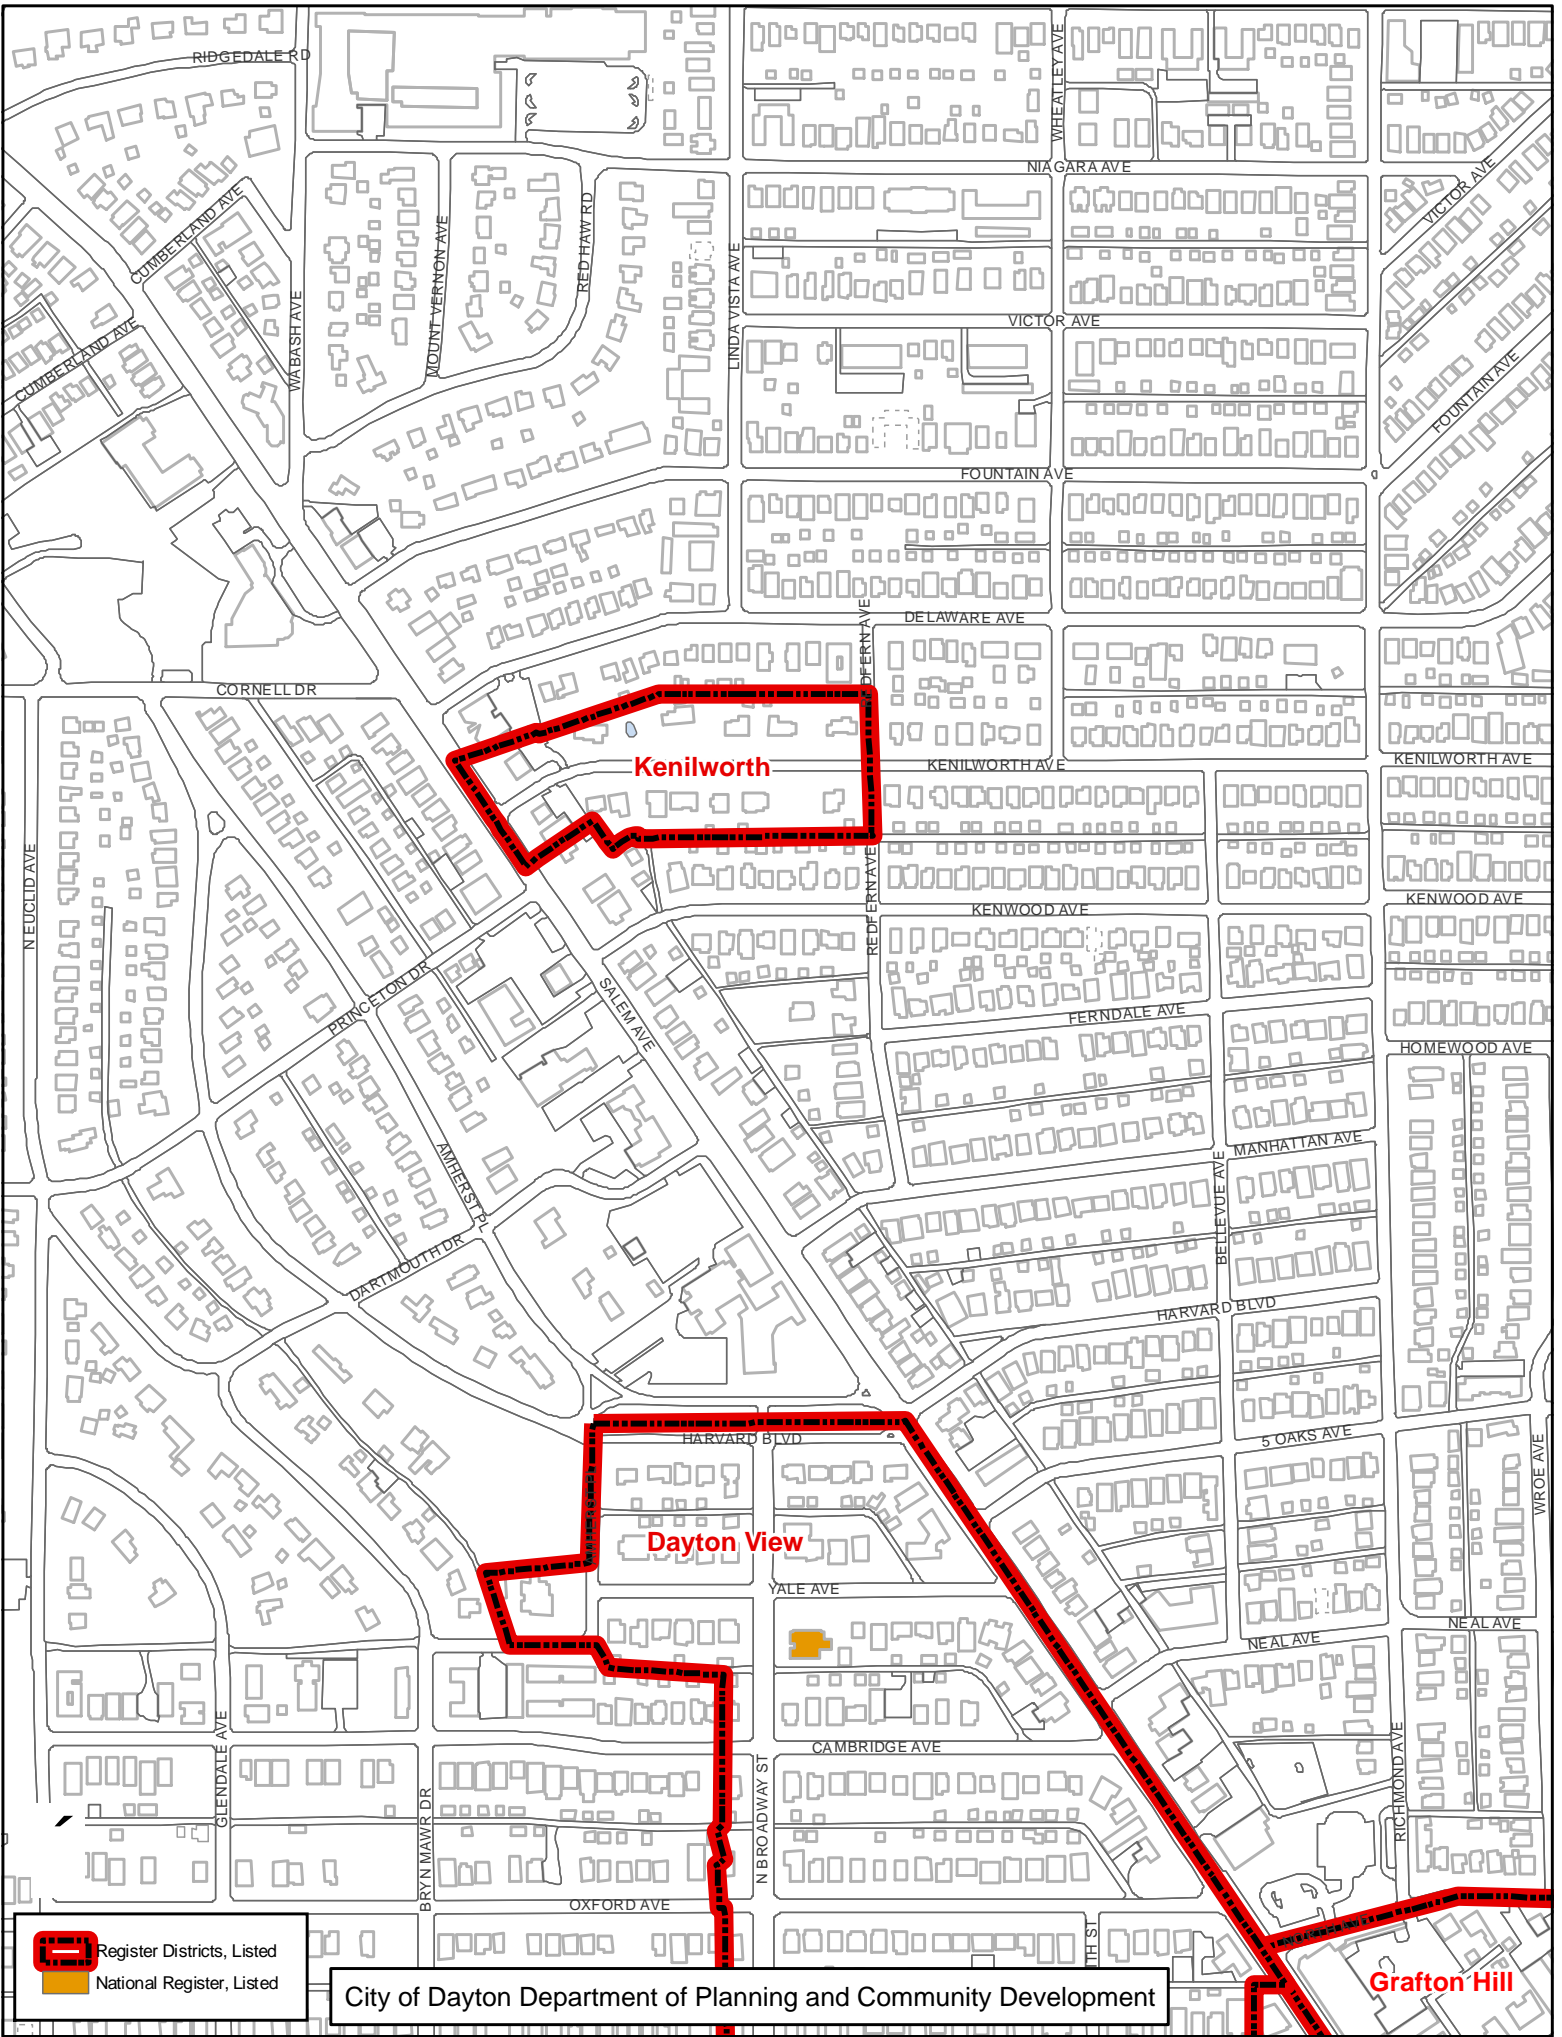 RIDGEDALE RD
WHEATLEY AVE
NIAGARA AVE
VICTOR AVE
CUMBERLAND AVE
MOUNT VERNON AVE
RED HAW RD
LINDA VISTA AVE
WABASH AVE
VICTOR AVE
CUMBERLAND AVE
FOUNTAIN AVE
FOUNTAIN AVE
DELAWARE AVE
CORNELL DR
Kenilworth
KENILWORTH AVE
KENILWORTH AVE
N EUCLID AVE
REDFERN AVE
KENWOOD AVE
KENWOOD AVE
PRINCETON DR
SALEM AVE
FERNDALE AVE
HOMEWOOD AVE
AMHERST PL
MANHATTAN AVE
BELLEVUE AVE
DARTMOUTH DR
HARVARD BLVD
HARVARD BLVD
5 OAKS AVE
WROE AVE
Dayton View
YALE AVE
NEAL AVE
NEAL AVE
GLENDALE AVE
CAMBRIDGE AVE
RICHMOND AVE
BRYN MAWR DR
N BROADWAY ST
OXFORD AVE
Grafton Hill
Register Districts, Listed
National Register, Listed
City of Dayton Department of Planning and Community Development